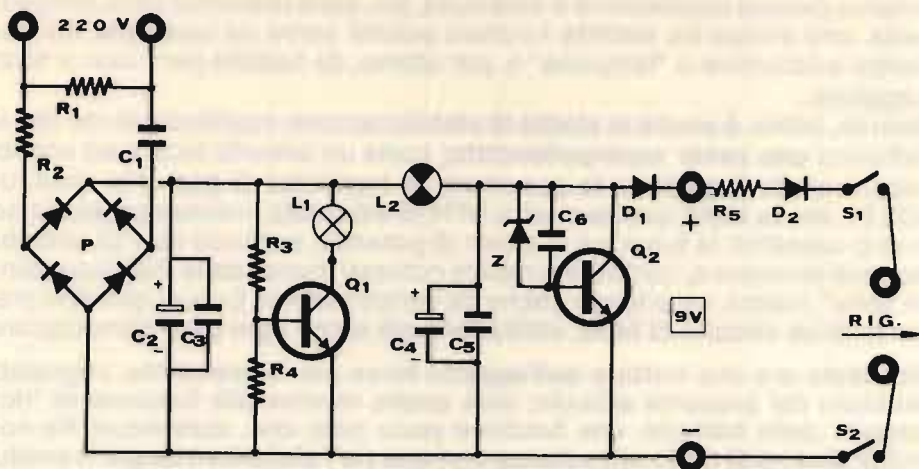 220V
R1
R2
C1
P
+
C2
-
C3
R3
R4
L1
Q1
L2
+
C4
-
C5
Z
C6
Q2
D1
+
R5
D2
S1
9V
RIG.
-
S2